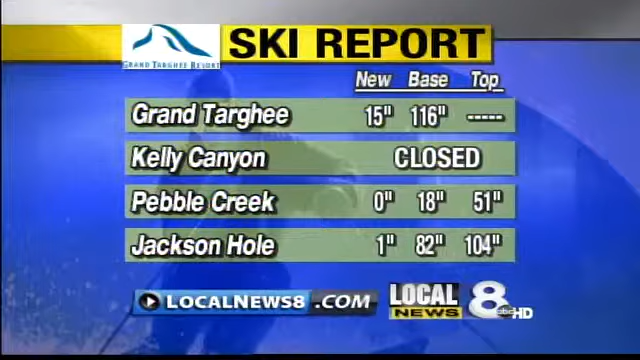 GRAND TARGHEE RESORT
SKI REPORT
New Base Top
Grand Targhee 15" 116" -----
Kelly Canyon CLOSED
Pebble Creek 0" 18" 51"
Jackson Hole 1" 82" 104"
LOCALNEWS8.COM
LOCAL NEWS 8 abc HD